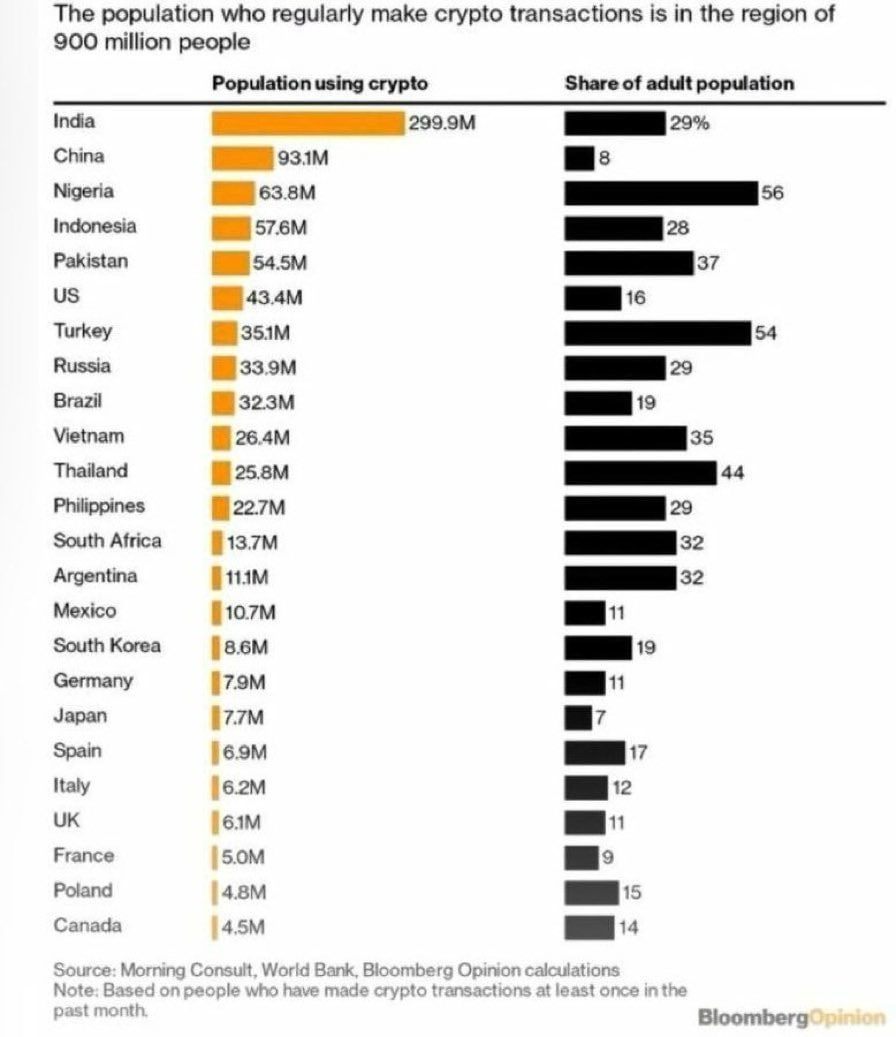 The population who regularly make crypto transactions is in the region of
900 million people
Population using crypto Share of adult population
India 299.9M 29%
China 93.1M 8
Nigeria 63.8M 56
Indonesia 57.6M 28
Pakistan 54.5M 37
US 43.4M 16
Turkey 35.1M 54
Russia 33.9M 29
Brazil 32.3M 19
Vietnam 26.4M 35
Thailand 25.8M 44
Philippines 22.7M 29
South Africa 13.7M 32
Argentina 11.1M 32
Mexico 10.7M 11
South Korea 8.6M 19
Germany 7.9M 11
Japan 7.7M 7
Spain 6.9M 17
Italy 6.2M 12
UK 6.1M 11
France 5.0M 9
Poland 4.8M 15
Canada 4.5M 14
Source: Morning Consult, World Bank, Bloomberg Opinion calculations
Note: Based on people who have made crypto transactions at least once in the
past month.
BloombergOpinion